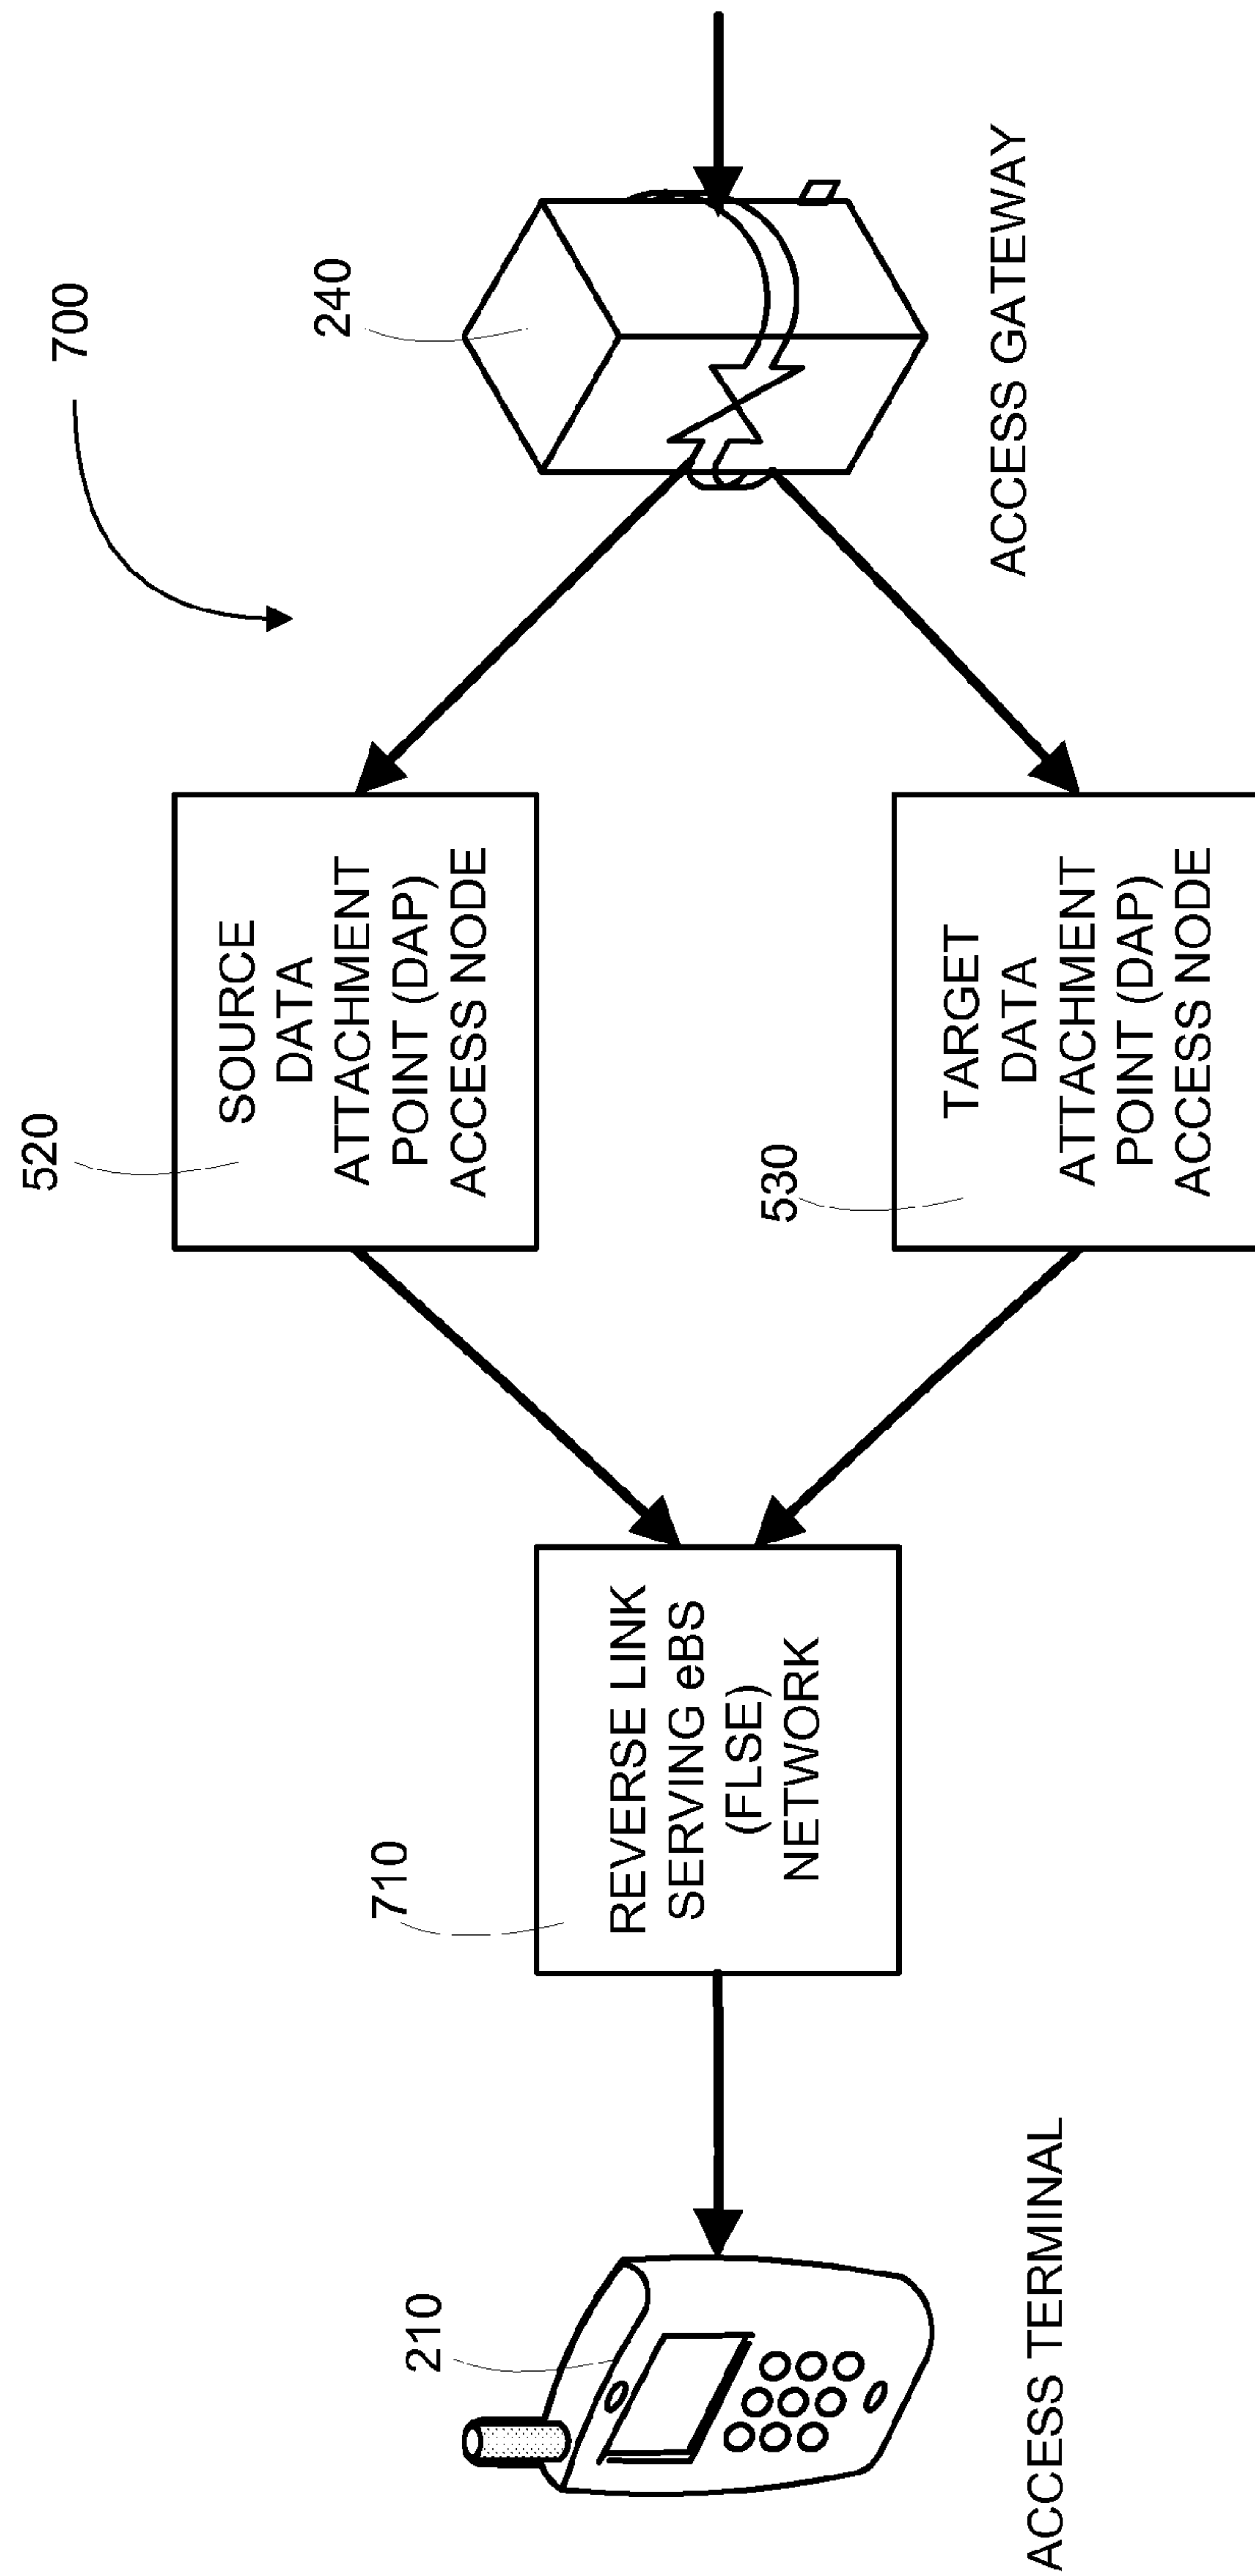 700
240
ACCESS GATEWAY
520
SOURCE
DATA
ATTACHMENT
POINT (DAP)
ACCESS NODE
530
TARGET
DATA
ATTACHMENT
POINT (DAP)
ACCESS NODE
710
REVERSE LINK
SERVING eBS
(FLSE)
NETWORK
210
ACCESS TERMINAL